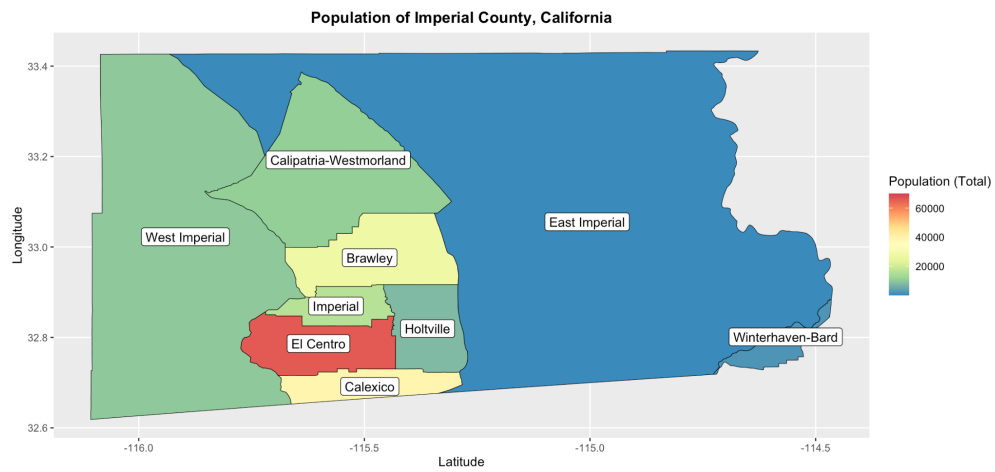 Population of Imperial County, California
33.4
33.2
33.0
32.8
32.6
Longitude
Calipatria-Westmorland
West Imperial
East Imperial
Brawley
Imperial
Holtville
El Centro
Winterhaven-Bard
Calexico
-116.0
-115.5
-115.0
-114.5
Latitude
Population (Total)
60000
40000
20000